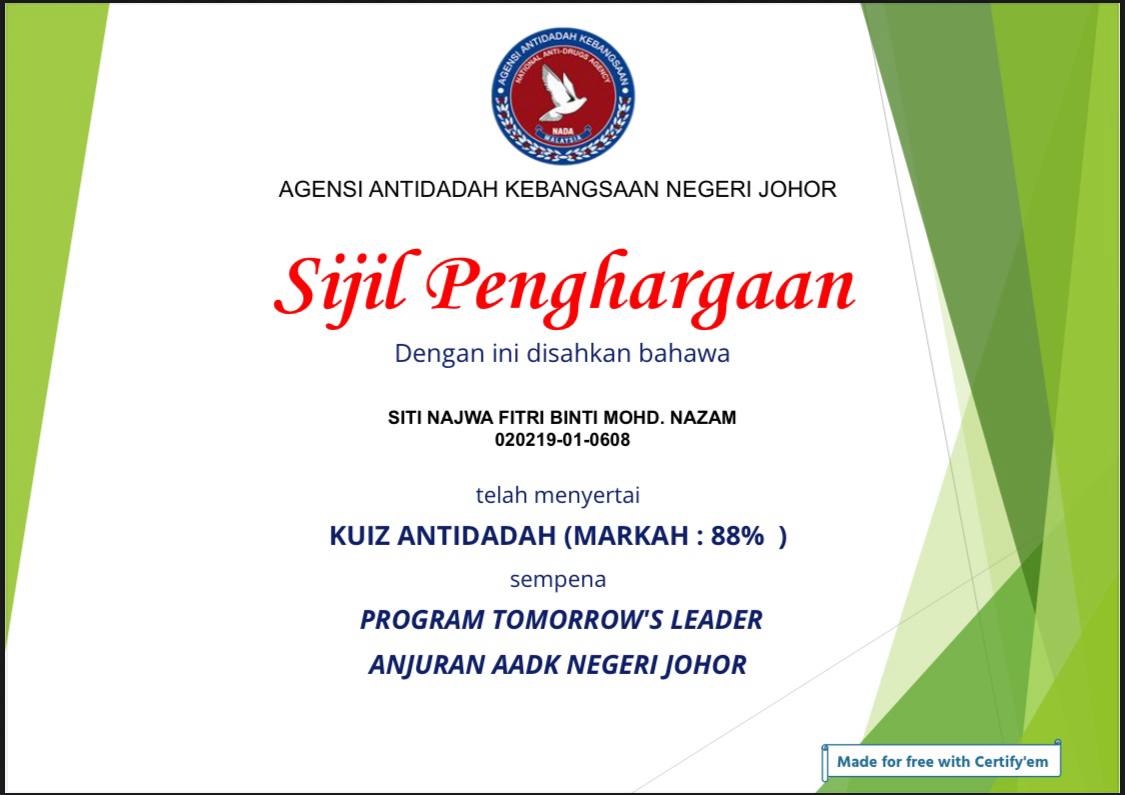 AGENSI ANTIDADAH KEBANGSAAN
NATIONAL ANTI-DRUGS AGENCY
NADA
MALAYSIA
AGENSI ANTIDADAH KEBANGSAAN NEGERI JOHOR
Sijil Penghargaan
Dengan ini disahkan bahawa
SITI NAJWA FITRI BINTI MOHD. NAZAM
020219-01-0608
telah menyertai
KUIZ ANTIDADAH (MARKAH : 88%  )
sempena
PROGRAM TOMORROW'S LEADER
ANJURAN AADK NEGERI JOHOR
Made for free with Certify'em